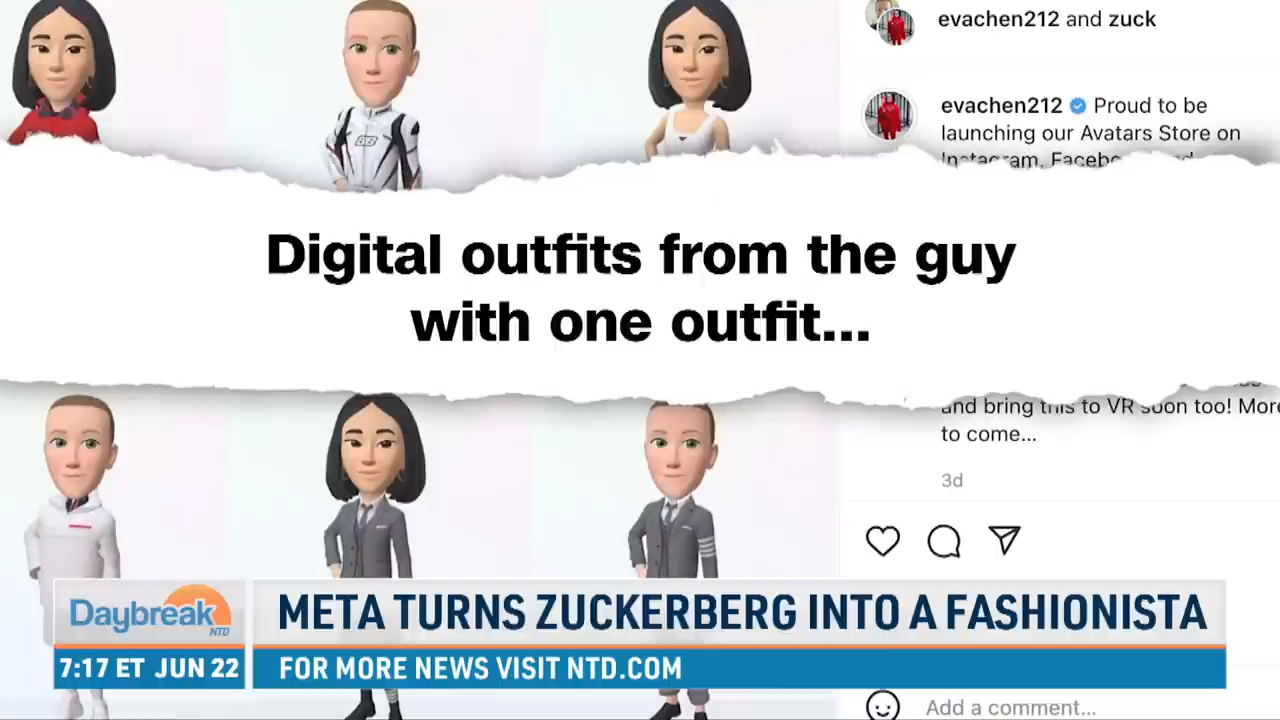 evachen212 and zuck
evachen212 Proud to be
launching our Avatars Store on
Instagram, Facebo
Digital outfits from the guy
with one outfit...
and bring this to VR soon too! More
to come...
3d
Daybreak
NTD
META TURNS ZUCKERBERG INTO A FASHIONISTA
7:17 ET JUN 22
FOR MORE NEWS VISIT NTD.COM
Add a comment...